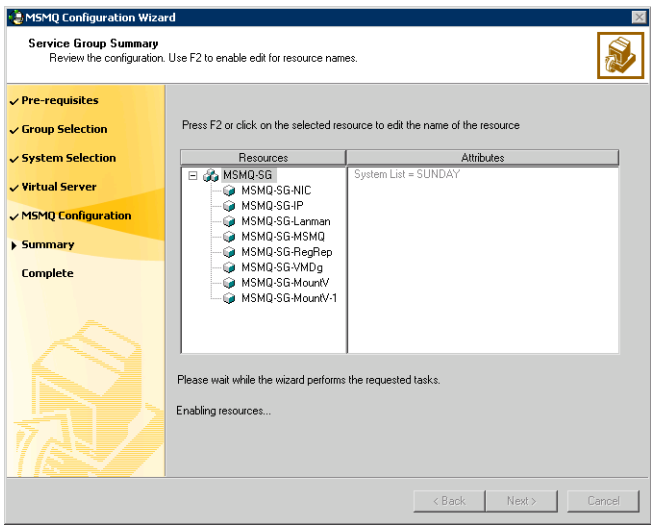 MSMQ Configuration Wizard
Service Group Summary
Review the configuration. Use F2 to enable edit for resource names.
Pre-requisites
Group Selection
System Selection
Virtual Server
MSMQ Configuration
Summary
Complete
Press F2 or click on the selected resource to edit the name of the resource
Resources Attributes
MSMQ-SG System List = SUNDAY
MSMQ-SG-NIC
MSMQ-SG-IP
MSMQ-SG-Lanman
MSMQ-SG-MSMQ
MSMQ-SG-RegRep
MSMQ-SG-VMDg
MSMQ-SG-MountV
MSMQ-SG-MountV-1
Please wait while the wizard performs the requested tasks.
Enabling resources...
< Back Next > Cancel